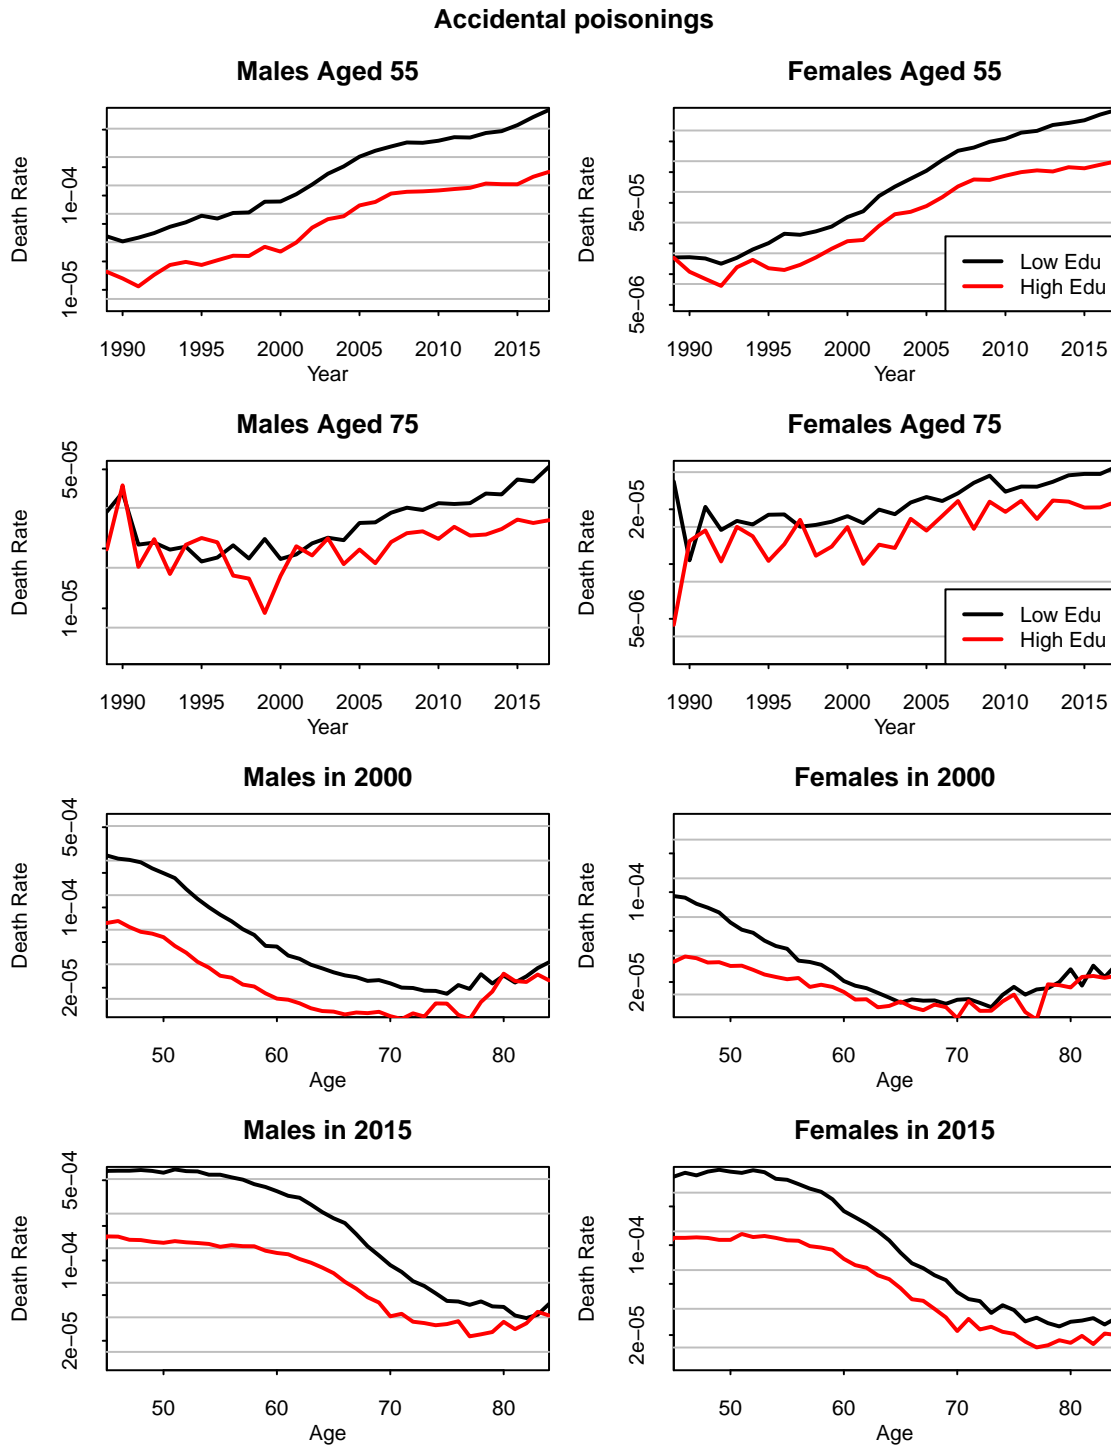 Accidental poisonings
Males Aged 55
Females Aged 55
Death Rate
1e−05
1e−04
1990 1995 2000 2005 2010 2015
Year
Death Rate
5e−06
5e−05
Low Edu
High Edu
1990 1995 2000 2005 2010 2015
Year
Males Aged 75
Females Aged 75
Death Rate
1e−05
5e−05
1990 1995 2000 2005 2010 2015
Year
Death Rate
5e−06
2e−05
Low Edu
High Edu
1990 1995 2000 2005 2010 2015
Year
Males in 2000
Females in 2000
Death Rate
2e−05
1e−04
5e−04
50 60 70 80
Age
Death Rate
2e−05
1e−04
50 60 70 80
Age
Males in 2015
Females in 2015
Death Rate
2e−05
1e−04
5e−04
50 60 70 80
Age
Death Rate
2e−05
1e−04
50 60 70 80
Age